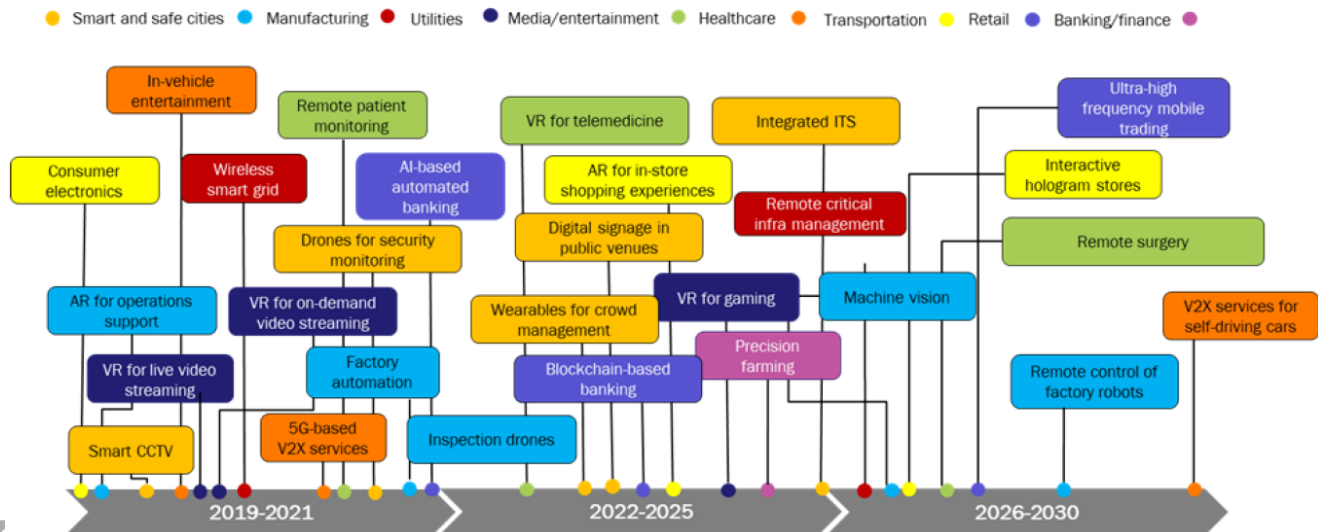 Smart and safe cities Manufacturing Utilities Media/entertainment Healthcare Transportation Retail Banking/finance
In-vehicle
entertainment
Remote patient
monitoring
VR for telemedicine
Integrated ITS
Ultra-high
frequency mobile
trading
Consumer
electronics
Wireless
smart grid
AI-based
automated
banking
AR for in-store
shopping experiences
Interactive
hologram stores
Remote critical
infra management
Drones for security
monitoring
Digital signage in
public venues
Remote surgery
AR for operations
support
VR for on-demand
video streaming
Wearables for crowd
management
VR for gaming
Machine vision
V2X services for
self-driving cars
VR for live video
streaming
Factory
automation
Blockchain-based
banking
Precision
farming
Remote control of
factory robots
Smart CCTV
5G-based
V2X services
Inspection drones
2019-2021
2022-2025
2026-2030